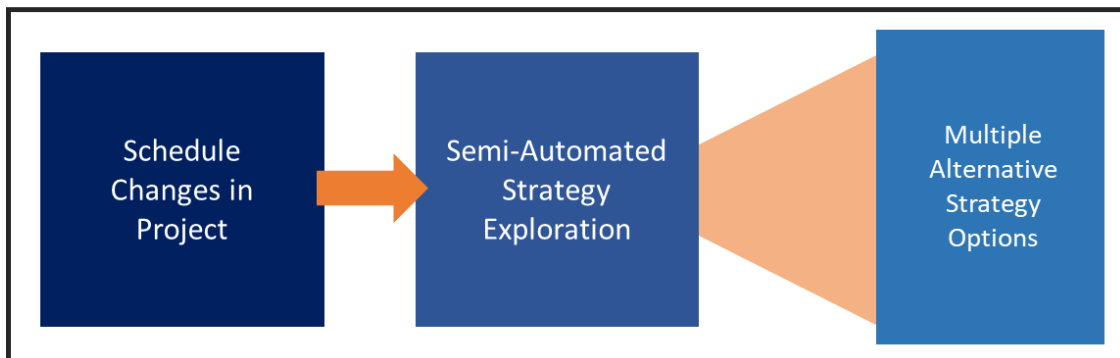 Schedule
Changes in
Project
Semi-Automated
Strategy
Exploration
Multiple
Alternative
Strategy
Options